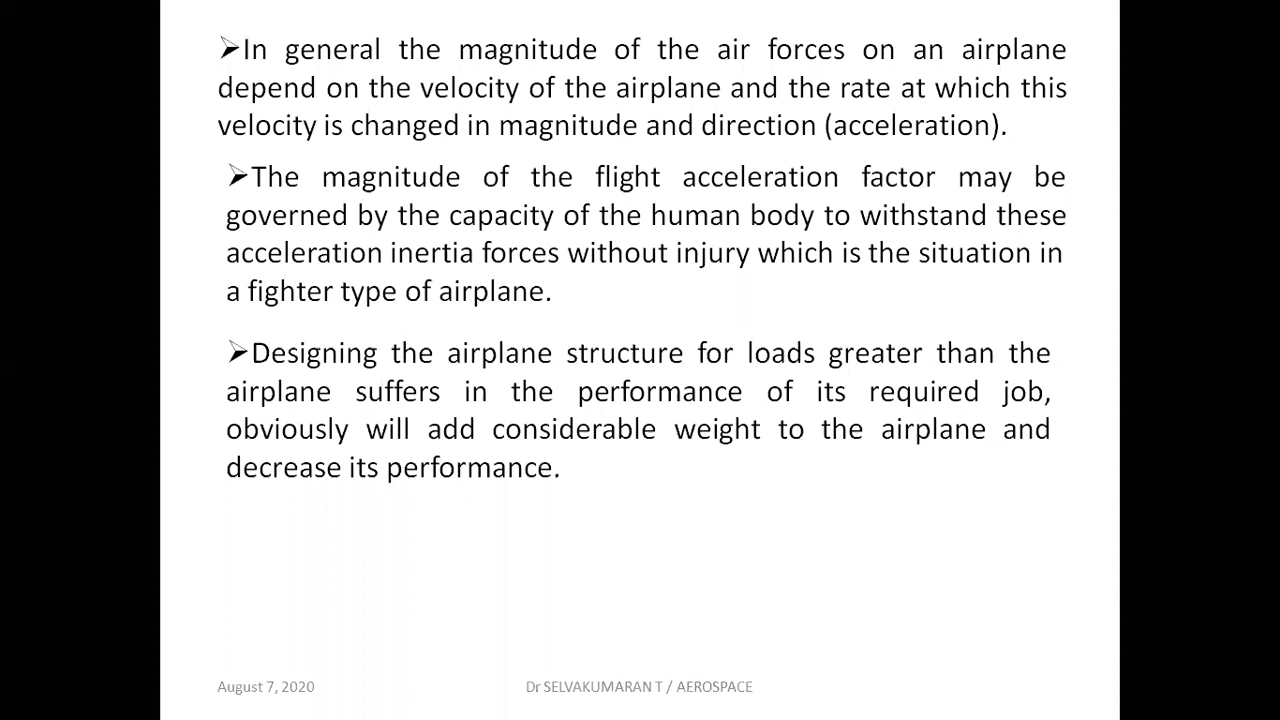 ➢In general the magnitude of the air forces on an airplane
depend on the velocity of the airplane and the rate at which this
velocity is changed in magnitude and direction (acceleration).
➢The magnitude of the flight acceleration factor may be
governed by the capacity of the human body to withstand these
acceleration inertia forces without injury which is the situation in
a fighter type of airplane.
➢Designing the airplane structure for loads greater than the
airplane suffers in the performance of its required job,
obviously will add considerable weight to the airplane and
decrease its performance.
August 7, 2020
Dr SELVAKUMARAN T / AEROSPACE